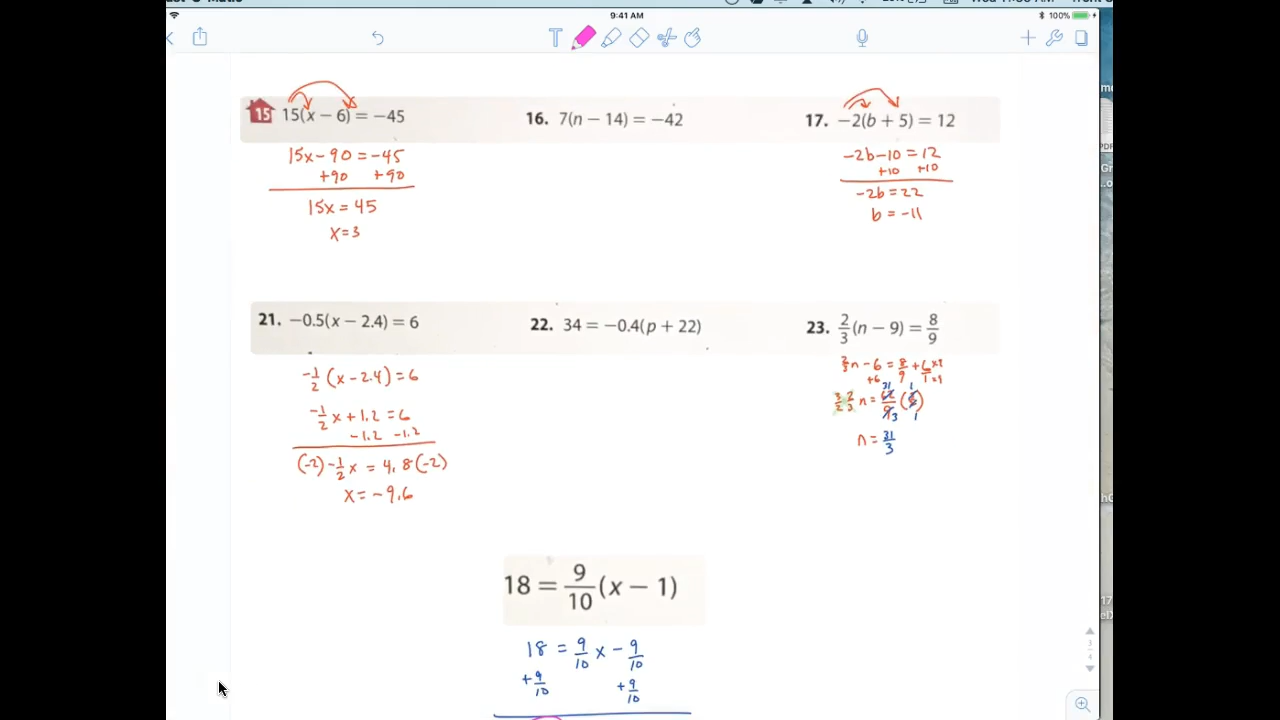 9:41 AM
100%
15 15(x − 6) = −45
15x − 90 = −45
+90 +90
15x = 45
x = 3
16. 7(n − 14) = −42
17. −2(b + 5) = 12
-2b − 10 = 12
+10 +10
-2b = 22
b = -11
21. −0.5(x − 2.4) = 6
-1/2 (x − 2.4) = 6
-1/2 x + 1.2 = 6
-1.2 -1.2
(-2) -1/2 x = 4.8 (-2)
x = -9.6
22. 34 = −0.4(p + 22)
23. 2/3 (n − 9) = 8/9
n = 31/3
18 = 9/10 (x − 1)
18 = 9/10 x − 9/10
+9/10 +9/10